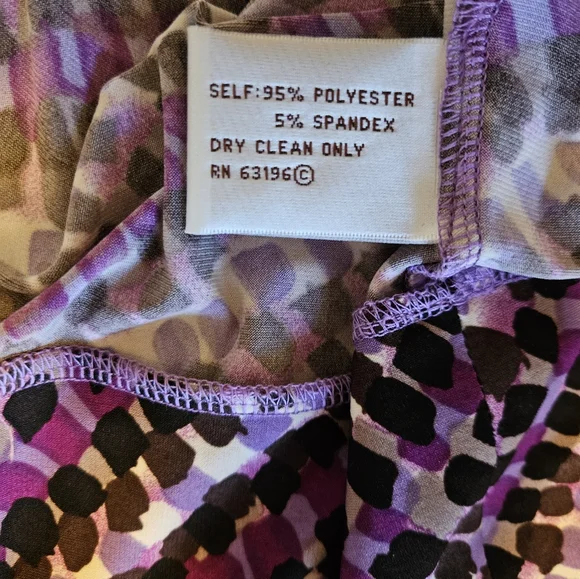 SELF:95% POLYESTER
5% SPANDEX
DRY CLEAN ONLY
RN 63196©